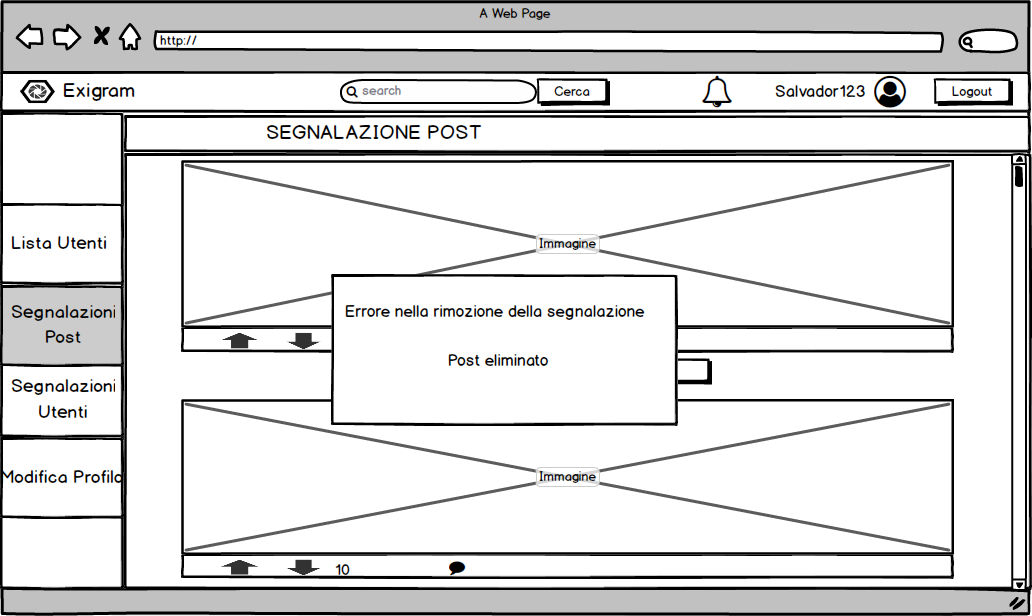 A Web Page
http://
Exigram
search
Cerca
Salvador123
Logout
SEGNALAZIONE POST
Lista Utenti
Segnalazioni
Post
Segnalazioni
Utenti
Modifica Profilo
Immagine
Errore nella rimozione della segnalazione
Post eliminato
Immagine
10